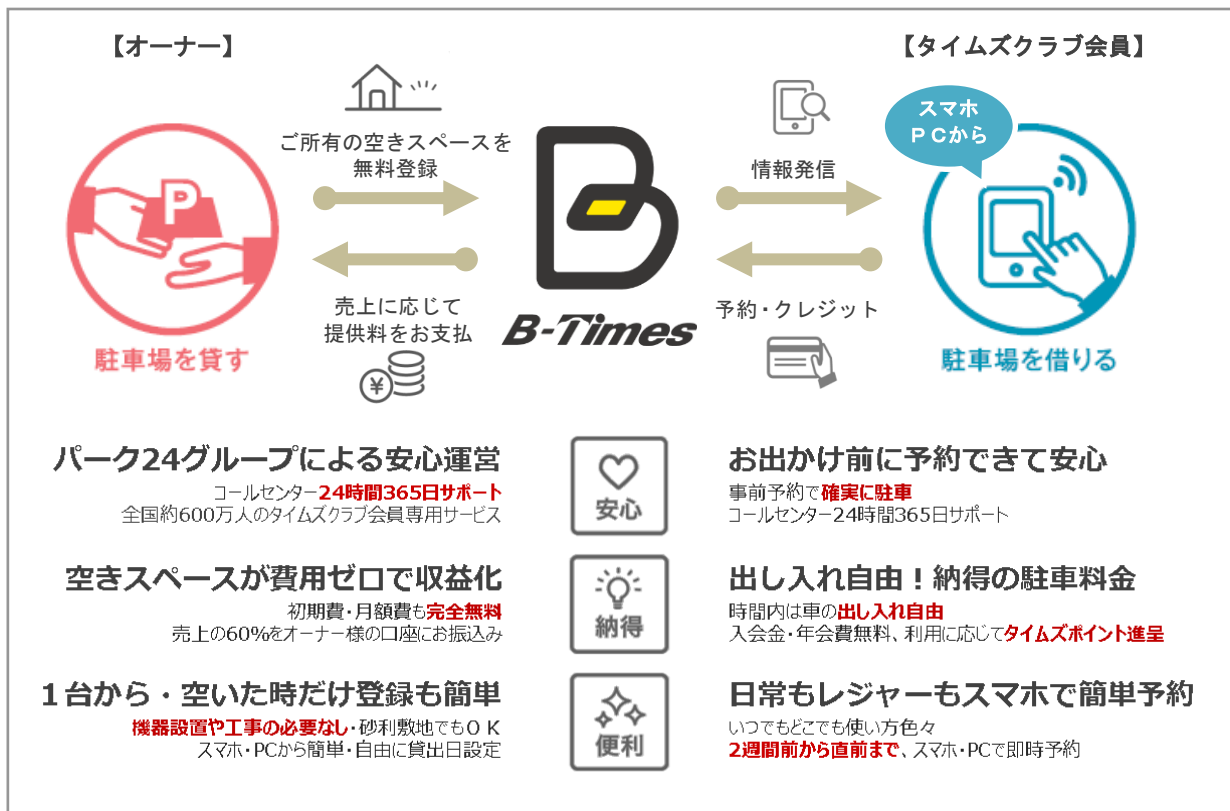 【オーナー】
【タイムズクラブ会員】
スマホ
ＰＣから
ご所有の空きスペースを
無料登録
情報発信
P
売上に応じて
提供料をお支払
¥
B-Times
予約・クレジット
駐車場を貸す
駐車場を借りる
パーク24グループによる安心運営
コールセンター24時間365日サポート
全国約600万人のタイムズクラブ会員専用サービス
安心
お出かけ前に予約できて安心
事前予約で確実に駐車
コールセンター24時間365日サポート
空きスペースが費用ゼロで収益化
初期費・月額費も完全無料
売上の60%をオーナー様の口座にお振込み
納得
出し入れ自由！納得の駐車料金
時間内は車の出し入れ自由
入会金・年会費無料、利用に応じてタイムズポイント進呈
１台から・空いた時だけ登録も簡単
機器設置や工事の必要なし・砂利敷地でもＯＫ
スマホ・PCから簡単・自由に貸出日設定
便利
日常もレジャーもスマホで簡単予約
いつでもどこでも使い方色々
2週間前から直前まで、スマホ・PCで即時予約